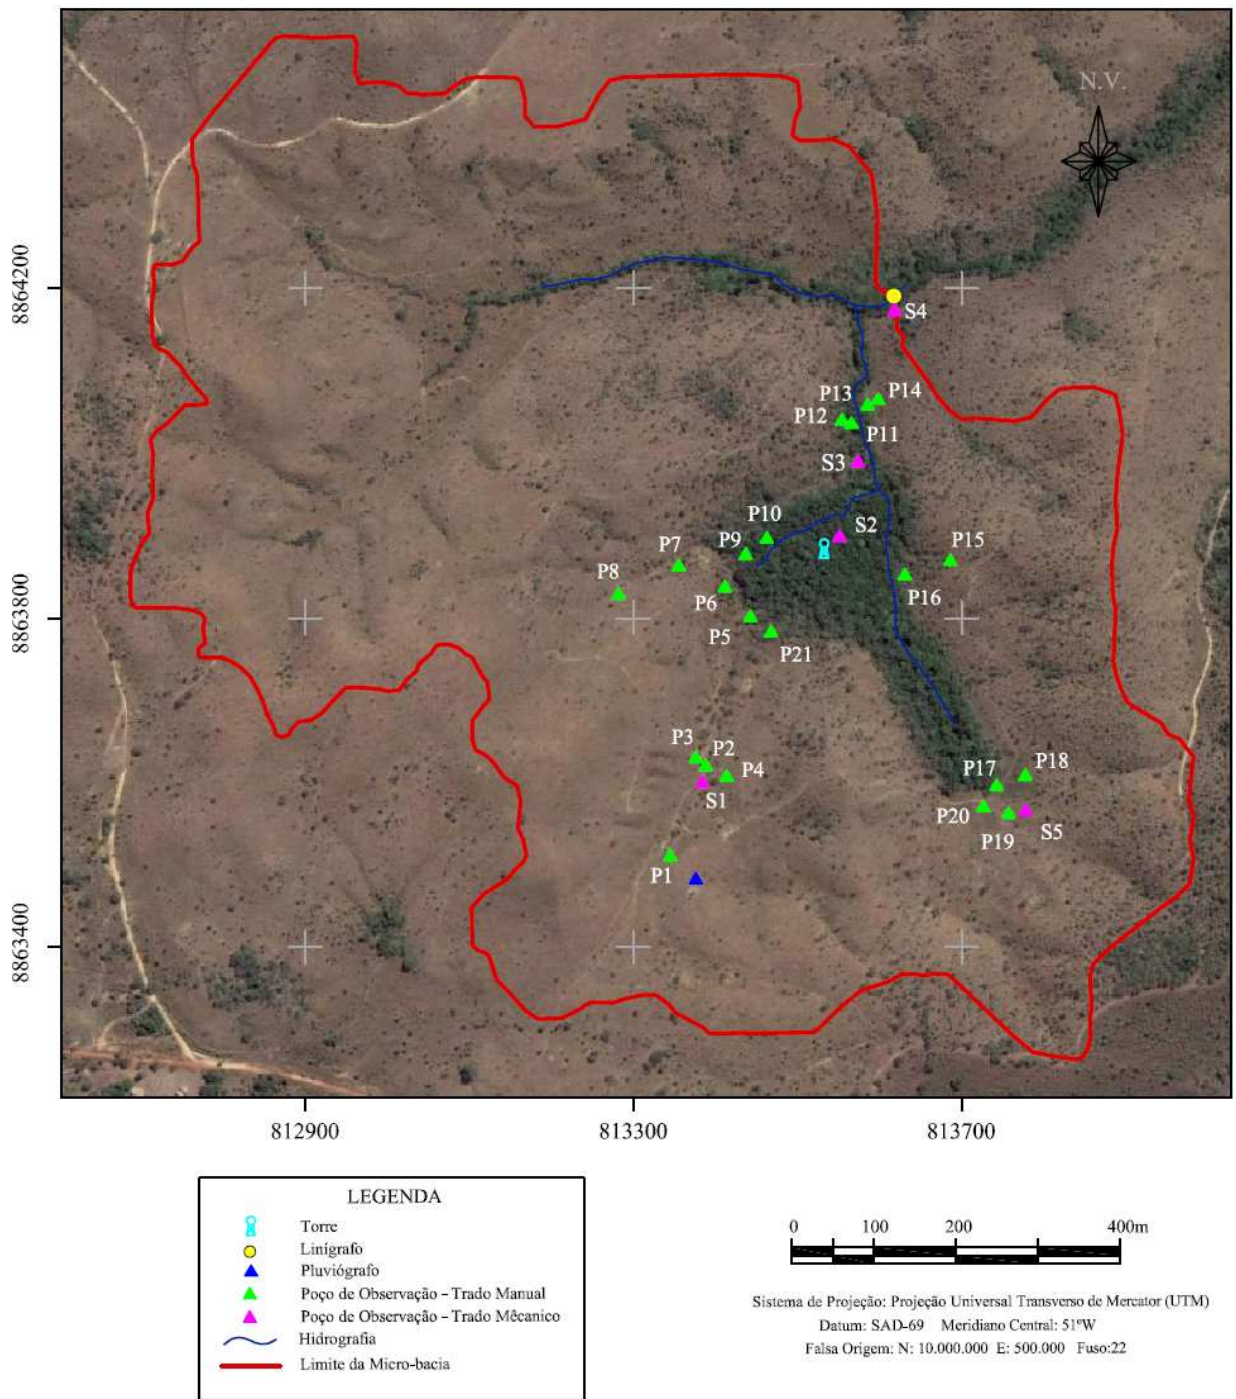 N.V.
8864200
S4
P13
P14
P12
P11
S3
P10
S2
P9
P7
P15
P8
P6
P16
P5
P21
P3
P2
P4
P17
P18
S1
P20
S5
P19
P1
8863800
8863400
812900
813300
813700
LEGENDA
Torre
Linígrafo
Pluviógrafo
Poço de Observação - Trado Manual
Poço de Observação - Trado Mêcanico
Hidrografia
Limite da Micro-bacia
0 100 200 400m
Sistema de Projeção: Projeção Universal Transverso de Mercator (UTM)
Datum: SAD-69 Meridiano Central: 51ºW
Falsa Origem: N: 10.000.000 E: 500.000 Fuso:22